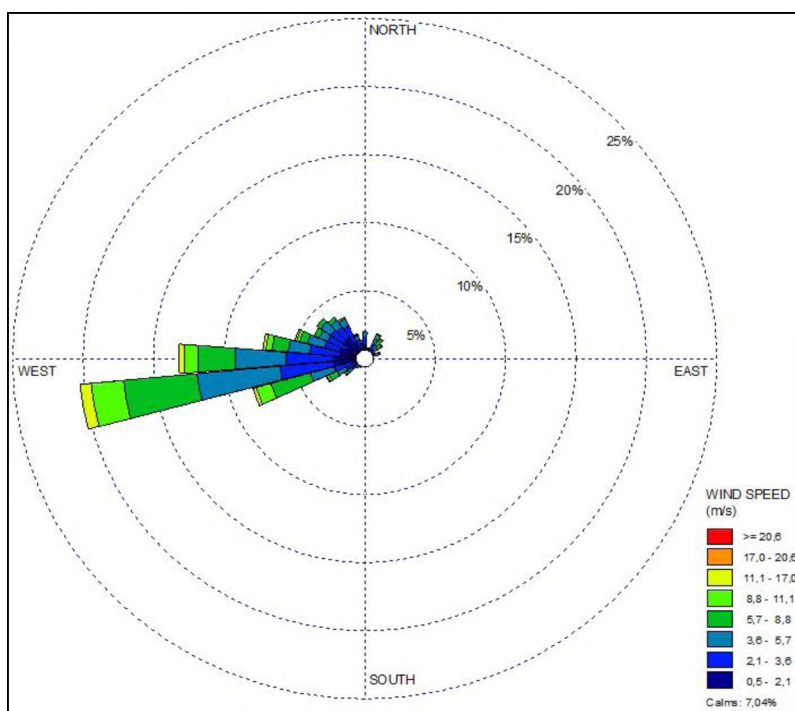 NORTH
25%
20%
15%
10%
5%
WEST
EAST
SOUTH
WIND SPEED
(m/s)
>= 20,6
17,0 - 20,6
11,1 - 17,0
8,8 - 11,1
5,7 - 8,8
3,6 - 5,7
2,1 - 3,6
0,5 - 2,1
Calms: 7,04%